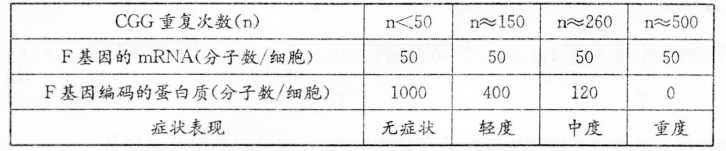 CGG 重复次数(n) n<50 n≈150 n≈260 n≈500
F基因的 mRNA(分子数/细胞) 50 50 50 50
F基因编码的蛋白质(分子数/细胞) 1000 400 120 0
症状表现 无症状 轻度 中度 重度